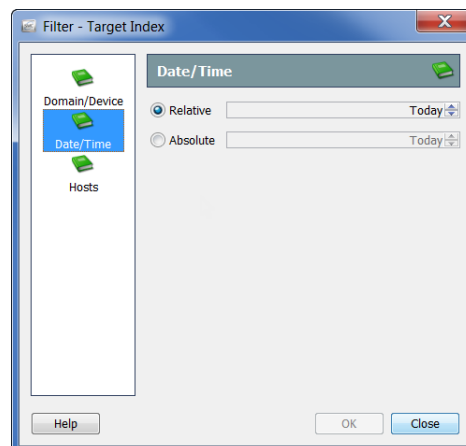 Filter - Target Index
Domain/Device
Date/Time
Hosts
Date/Time
Relative Today
Absolute Today
Help OK Close